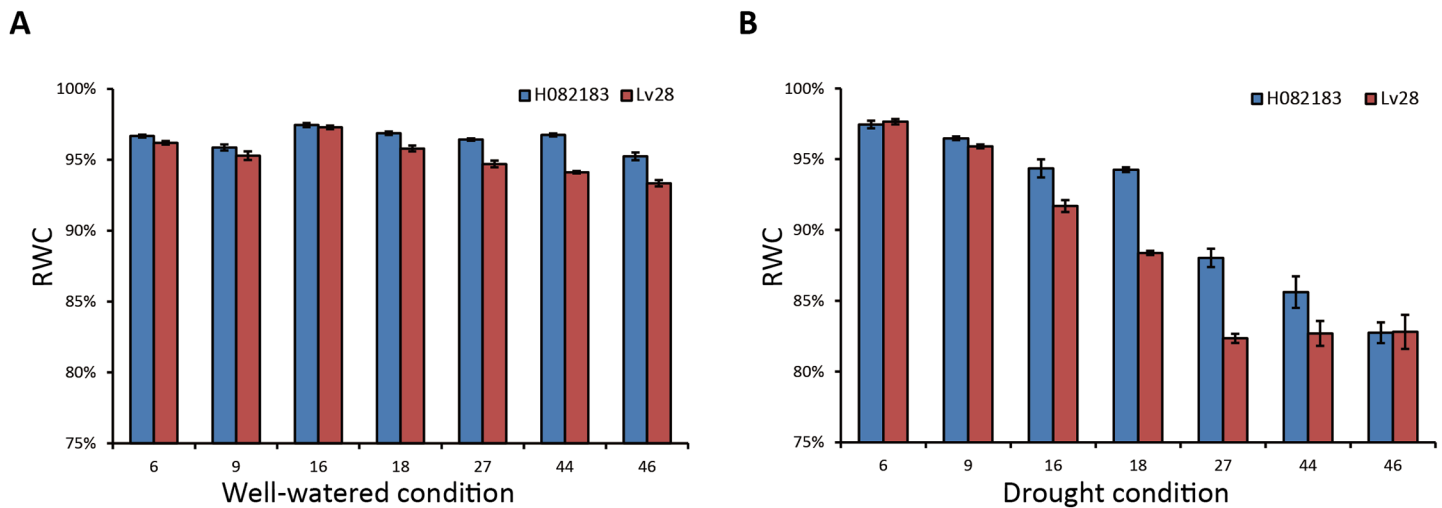 A
100%
95%
90%
85%
80%
75%
RWC
H082183 Lv28
6 9 16 18 27 44 46
Well-watered condition
B
100%
95%
90%
85%
80%
75%
RWC
H082183 Lv28
6 9 16 18 27 44 46
Drought condition